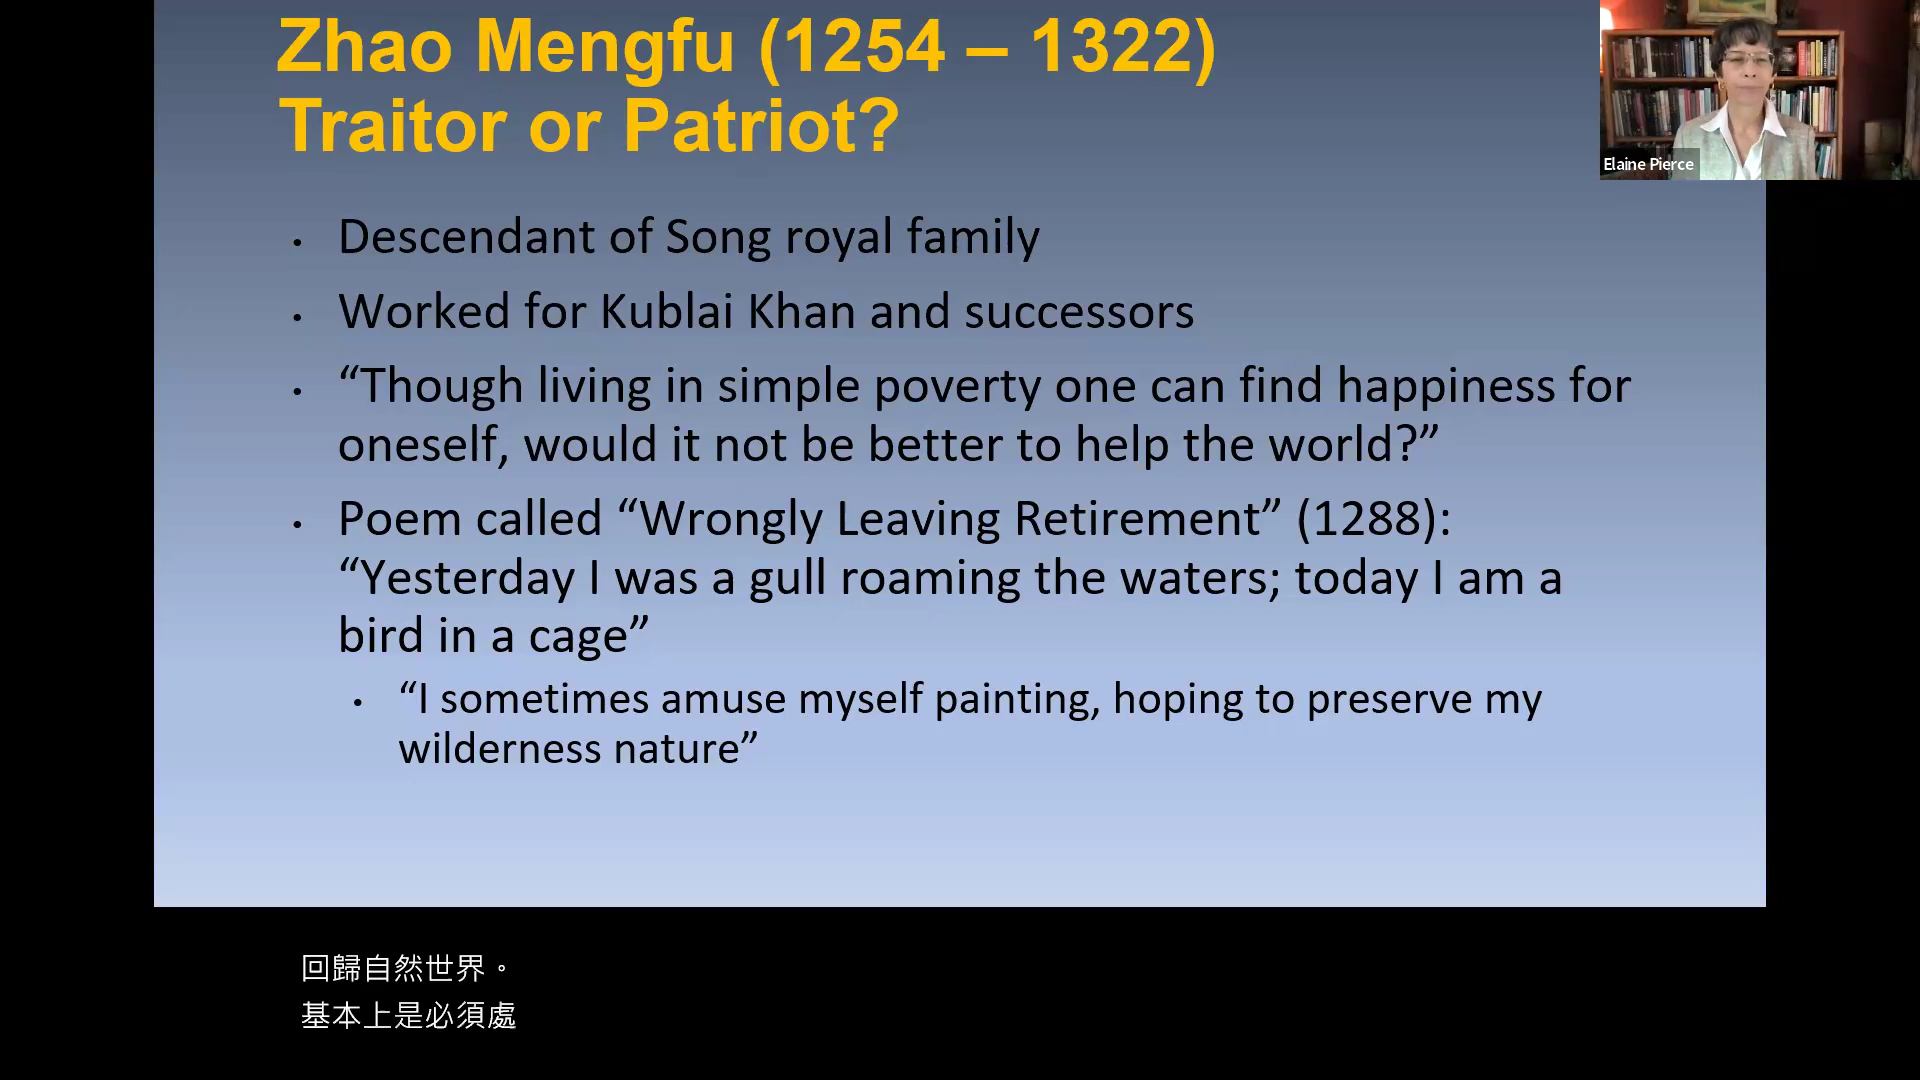 Zhao Mengfu (1254 – 1322)
Traitor or Patriot?
Elaine Pierce
• Descendant of Song royal family
• Worked for Kublai Khan and successors
• “Though living in simple poverty one can find happiness for
oneself, would it not be better to help the world?”
• Poem called “Wrongly Leaving Retirement” (1288):
“Yesterday I was a gull roaming the waters; today I am a
bird in a cage”
• “I sometimes amuse myself painting, hoping to preserve my
wilderness nature”
回歸自然世界。
基本上是必須處